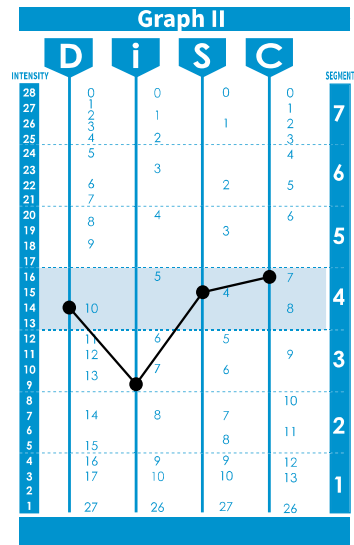 Graph II
D i S C
INTENSITY SEGMENT
28 0 0 0 0
27 1 1 1 7
2
26 3 1 2
25 4 2 3
24 5 4
23 3 6
22 6 2 5
21 7
20 8 4 6
19 3 5
18 9
17
16 5 7
15 4 4
14 10 8
13
12 11 6 5
11 12 9 3
10 13 7 6
9
8 10
7 14 8 7 2
6 11
5 15 8
4 16 9 9 12
3 17 10 10 13 1
2
1 27 26 27 26